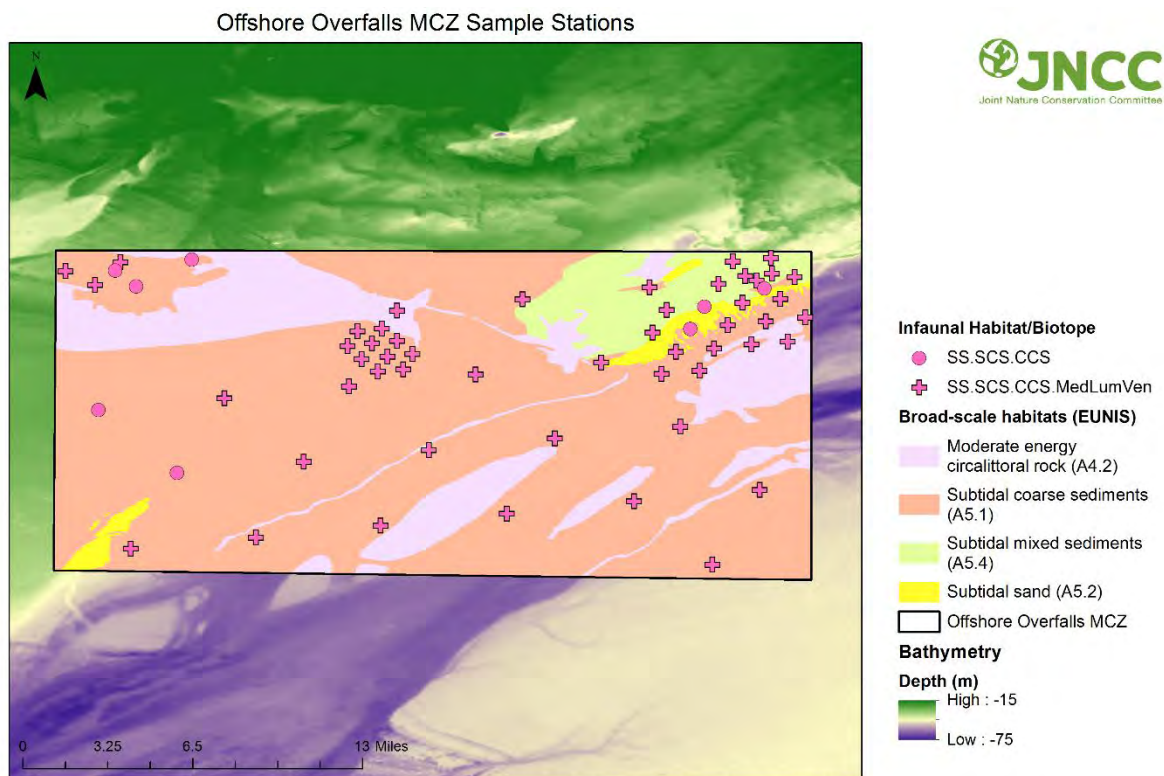 Offshore Overfalls MCZ Sample Stations
N
JNCC
Joint Nature Conservation Committee
Infaunal Habitat/Biotope
SS.SCS.CCS
SS.SCS.CCS.MedLumVen
Broad-scale habitats (EUNIS)
Moderate energy
circalittoral rock (A4.2)
Subtidal coarse sediments
(A5.1)
Subtidal mixed sediments
(A5.4)
Subtidal sand (A5.2)
Offshore Overfalls MCZ
Bathymetry
Depth (m)
High : -15
Low : -75
0 3.25 6.5 13 Miles